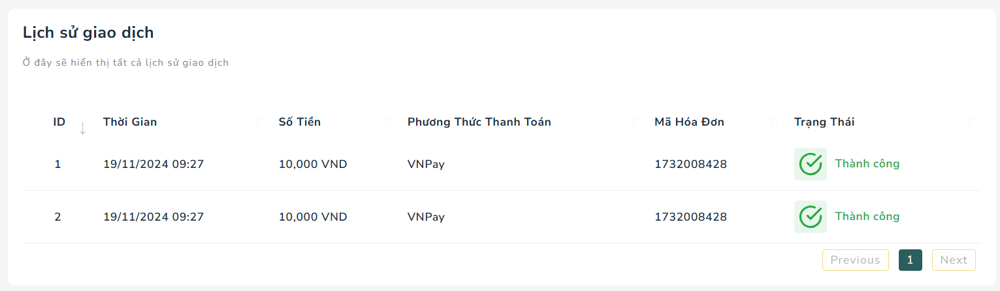 Lịch sử giao dịch
Ở đây sẽ hiển thị tất cả lịch sử giao dịch
ID Thời Gian Số Tiền Phương Thức Thanh Toán Mã Hóa Đơn Trạng Thái
1 19/11/2024 09:27 10,000 VND VNPay 1732008428 Thành công
2 19/11/2024 09:27 10,000 VND VNPay 1732008428 Thành công
Previous 1 Next